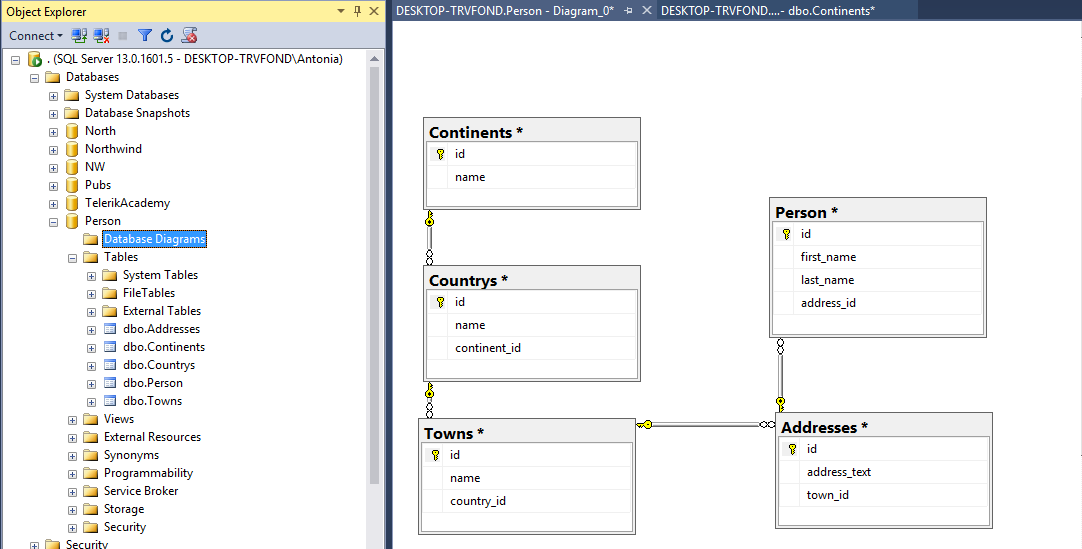 Object Explorer
Connect
. (SQL Server 13.0.1601.5 - DESKTOP-TRVFOND\Antonia)
Databases
System Databases
Database Snapshots
North
Northwind
NW
Pubs
TelerikAcademy
Person
Database Diagrams
Tables
System Tables
FileTables
External Tables
dbo.Addresses
dbo.Continents
dbo.Countrys
dbo.Person
dbo.Towns
Views
External Resources
Synonyms
Programmability
Service Broker
Storage
Security
Security
DESKTOP-TRVFOND.Person - Diagram_0*
DESKTOP-TRVFOND....- dbo.Continents*
Continents *
id
name
Countrys *
id
name
continent_id
Towns *
id
name
country_id
Person *
id
first_name
last_name
address_id
Addresses *
id
address_text
town_id